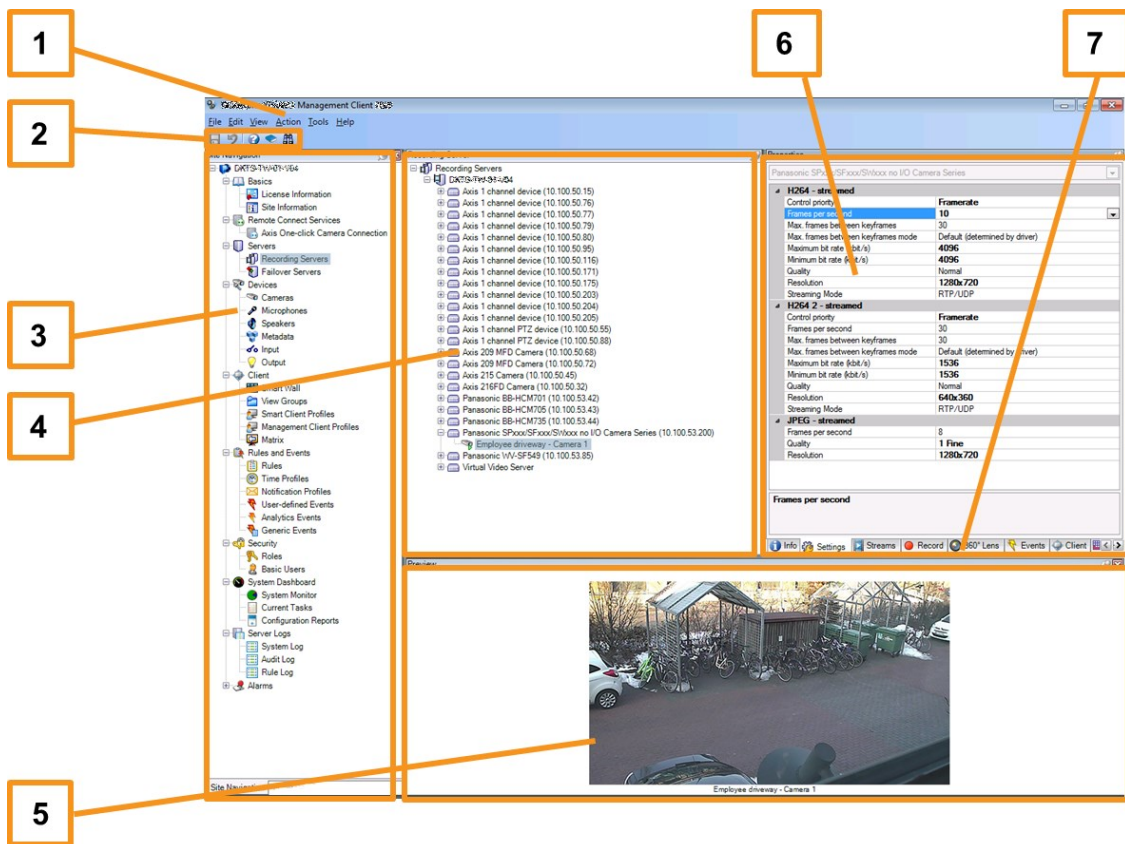 1
6
7
Management Client
File Edit View Action Tools Help
2
Site Navigation
Basics
License Information
Site Information
Remote Connect Services
Axis One-click Camera Connection
Servers
Recording Servers
Failover Servers
Devices
Cameras
3
Microphones
Speakers
Metadata
Input
Output
Client
Smart Wall
View Groups
Smart Client Profiles
Management Client Profiles
Matrix
Rules and Events
Rules
Time Profiles
Notification Profiles
User-defined Events
Analytics Events
Generic Events
Security
Roles
Basic Users
System Dashboard
System Monitor
Current Tasks
Configuration Reports
Server Logs
System Log
Audit Log
Rule Log
Alarms
Site Navigation
4
Recording Servers
Axis 1 channel device (10.100.50.15)
Axis 1 channel device (10.100.50.76)
Axis 1 channel device (10.100.50.77)
Axis 1 channel device (10.100.50.79)
Axis 1 channel device (10.100.50.80)
Axis 1 channel device (10.100.50.95)
Axis 1 channel device (10.100.50.116)
Axis 1 channel device (10.100.50.171)
Axis 1 channel device (10.100.50.175)
Axis 1 channel device (10.100.50.203)
Axis 1 channel device (10.100.50.204)
Axis 1 channel device (10.100.50.205)
Axis 1 channel PTZ device (10.100.50.55)
Axis 1 channel PTZ device (10.100.50.88)
Axis 209 MFD Camera (10.100.50.68)
Axis 209 MFD Camera (10.100.50.72)
Axis 215 Camera (10.100.50.45)
Axis 216FD Camera (10.100.50.32)
Panasonic BB-HCM701 (10.100.53.42)
Panasonic BB-HCM705 (10.100.53.43)
Panasonic BB-HCM735 (10.100.53.44)
Panasonic SPxxx/SFxxx/SWxxx no I/O Camera Series (10.100.53.200)
Employee driveway - Camera 1
Panasonic WV-SF549 (10.100.53.85)
Virtual Video Server
Properties
Panasonic SPxxx/SFxxx/SWxxx no I/O Camera Series
H264 - streamed
Control priority Framerate
Frames per second 10
Max. frames between keyframes 30
Max. frames between keyframes mode Default (determined by driver)
Maximum bit rate (kbit/s) 4096
Minimum bit rate (kbit/s) 4096
Quality Normal
Resolution 1280x720
Streaming Mode RTP/UDP
H264 2 - streamed
Control priority Framerate
Frames per second 30
Max. frames between keyframes 30
Max. frames between keyframes mode Default (determined by driver)
Maximum bit rate (kbit/s) 1536
Minimum bit rate (kbit/s) 1536
Quality Normal
Resolution 640x360
Streaming Mode RTP/UDP
JPEG - streamed
Frames per second 8
Quality 1 Fine
Resolution 1280x720
Frames per second
Info Settings Streams Record 360° Lens Events Client
Preview
Employee driveway - Camera 1
5